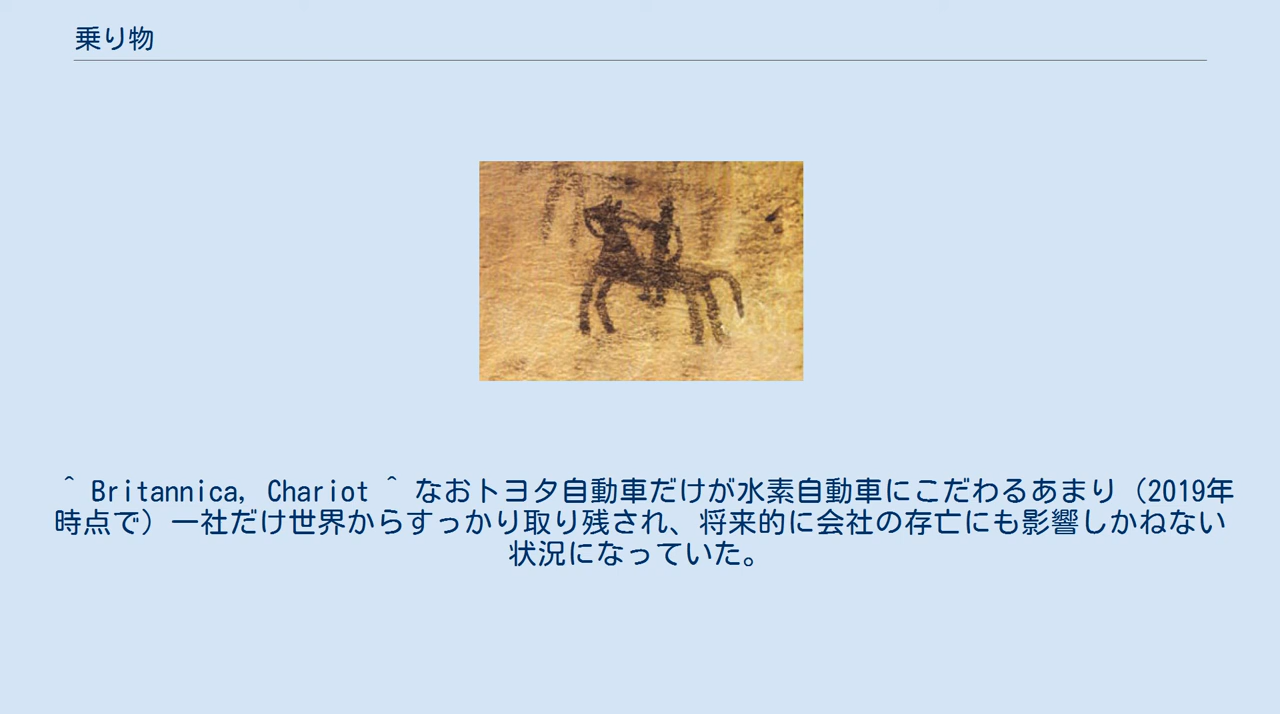 乗り物
^ Britannica, Chariot ^ なおトヨタ自動車だけが水素自動車にこだわるあまり（2019年
時点で）一社だけ世界からすっかり取り残され、将来的に会社の存亡にも影響しかねない
状況になっていた。